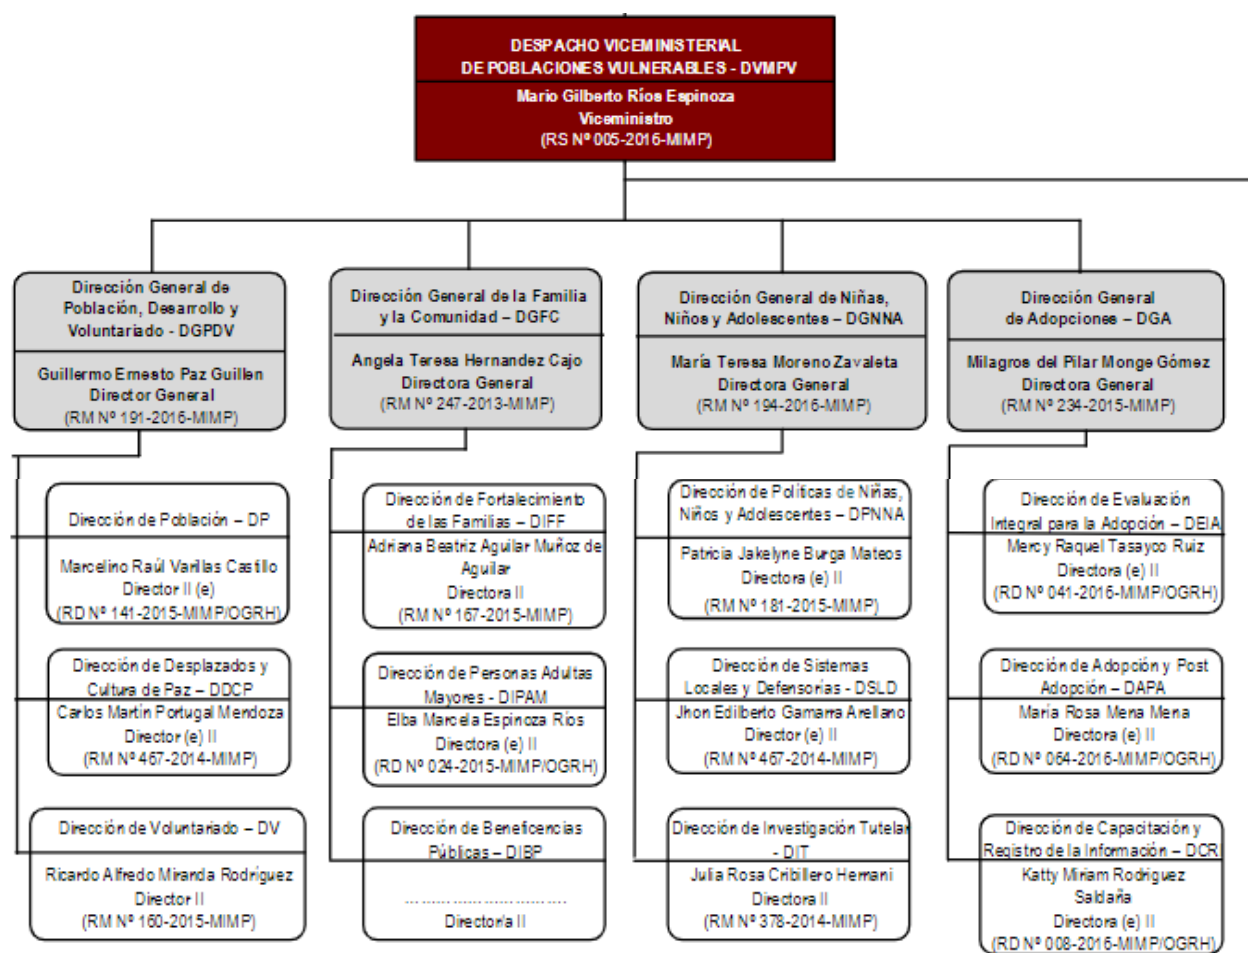 DESPACHO VICEMINISTERIAL
DE POBLACIONES VULNERABLES - DVMPV
Mario Gilberto Ríos Espinoza
Viceministro
(RS Nº 005-2016-MIMP)
Dirección General de
Población, Desarrollo y
Voluntariado - DGPDV
Guillermo Ernesto Paz Guillen
Director General
(RM Nº 191-2016-MIMP)
Dirección General de la Familia
y la Comunidad – DGFC
Angela Teresa Hernandez Cajo
Directora General
(RM Nº 247-2013-MIMP)
Dirección General de Niñas,
Niños y Adolescentes – DGNNA
María Teresa Moreno Zavaleta
Directora General
(RM Nº 194-2016-MIMP)
Dirección General
de Adopciones – DGA
Milagros del Pilar Monge Gómez
Directora General
(RM Nº 234-2015-MIMP)
Dirección de Población – DP
Marcelino Raúl Varillas Castillo
Director II (e)
(RD Nº 141-2015-MIMP/OGRH)
Dirección de Fortalecimiento
de las Familias – DIFF
Adriana Beatriz Aguilar Muñoz de
Aguilar
Directora II
(RM Nº 167-2015-MIMP)
Dirección de Políticas de Niñas,
Niños y Adolescentes – DPNNA
Patricia Jakelyne Burga Mateos
Directora (e) II
(RM Nº 181-2015-MIMP)
Dirección de Evaluación
Integral para la Adopción – DEIA
Mercy Raquel Tasayco Ruiz
Directora (e) II
(RD Nº 041-2016-MIMP/OGRH)
Dirección de Desplazados y
Cultura de Paz – DDCP
Carlos Martín Portugal Mendoza
Director (e) II
(RM Nº 467-2014-MIMP)
Dirección de Personas Adultas
Mayores - DIPAM
Elba Marcela Espinoza Ríos
Directora (e) II
(RD Nº 024-2015-MIMP/OGRH)
Dirección de Sistemas
Locales y Defensorías - DSLD
Jhon Edilberto Gamarra Arellano
Director (e) II
(RM Nº 467-2014-MIMP)
Dirección de Adopción y Post
Adopción – DAPA
María Rosa Mena Mena
Directora (e) II
(RD Nº 064-2016-MIMP/OGRH)
Dirección de Voluntariado – DV
Ricardo Alfredo Miranda Rodríguez
Director II
(RM Nº 160-2015-MIMP)
Dirección de Beneficencias
Públicas – DIBP
……………………………
Director/a II
Dirección de Investigación Tutelar
- DIT
Julia Rosa Cribillero Hernani
Directora II
(RM Nº 378-2014-MIMP)
Dirección de Capacitación y
Registro de la Información – DCRI
Katty Miriam Rodriguez
Saldaña
Directora (e) II
(RD Nº 008-2016-MIMP/OGRH)